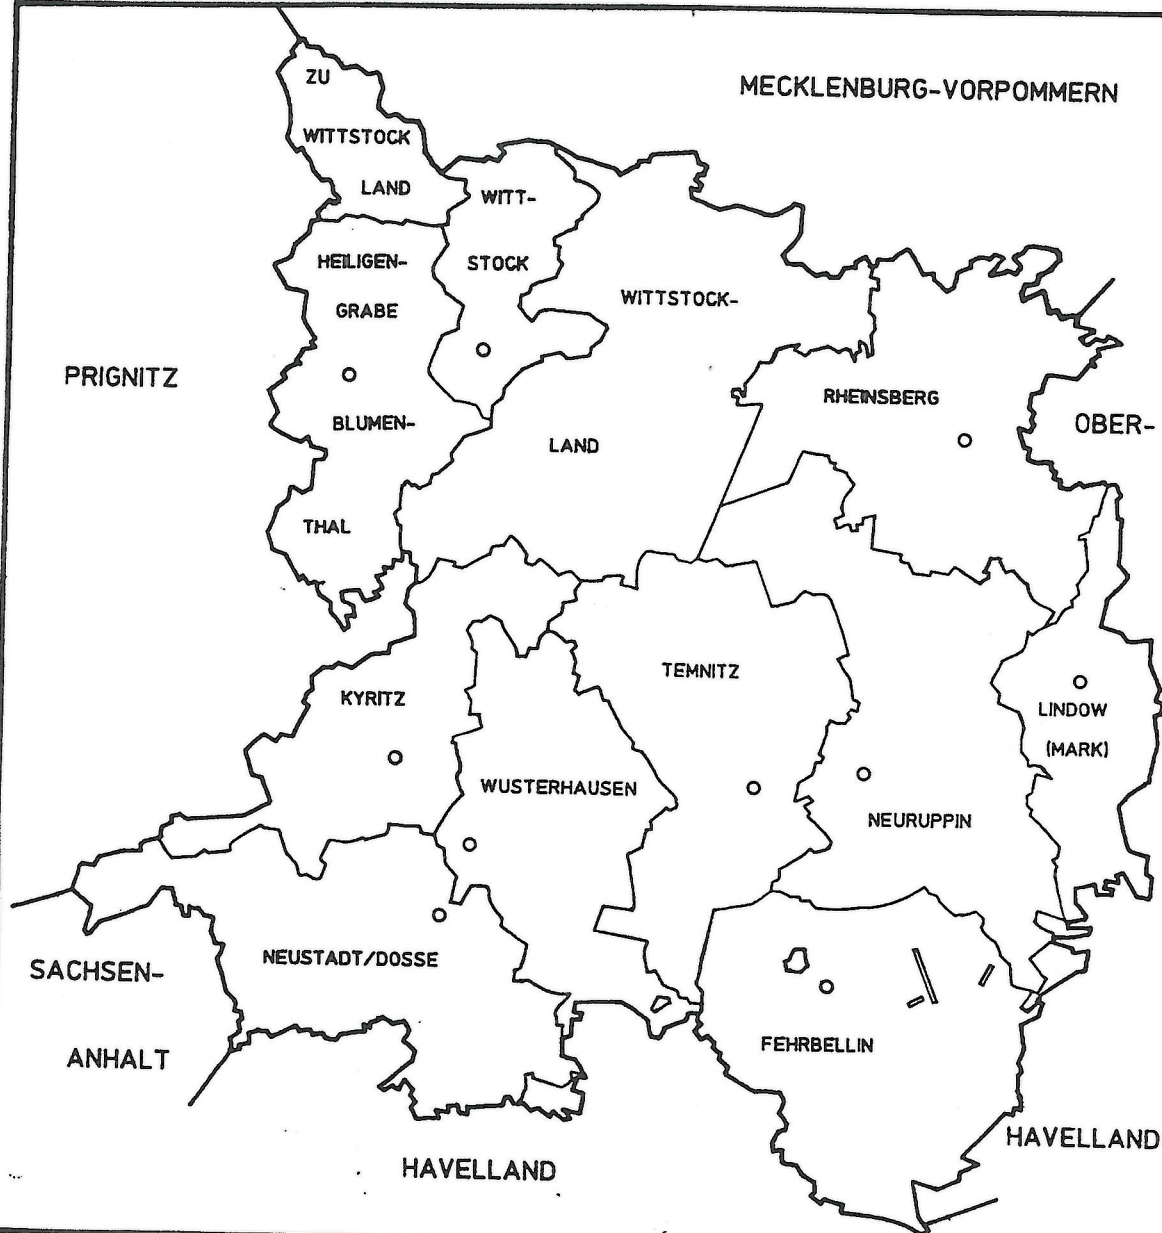 MECKLENBURG-VORPOMMERN
ZU
WITTSTOCK
LAND
WITT-
STOCK
HEILIGEN-
GRABE
BLUMEN-
THAL
WITTSTOCK-
LAND
PRIGNITZ
RHEINSBERG
OBER-
KYRITZ
TEMNITZ
LINDOW
(MARK)
WUSTERHAUSEN
NEURUPPIN
NEUSTADT/DOSSE
SACHSEN-
ANHALT
FEHRBELLIN
HAVELLAND
HAVELLAND